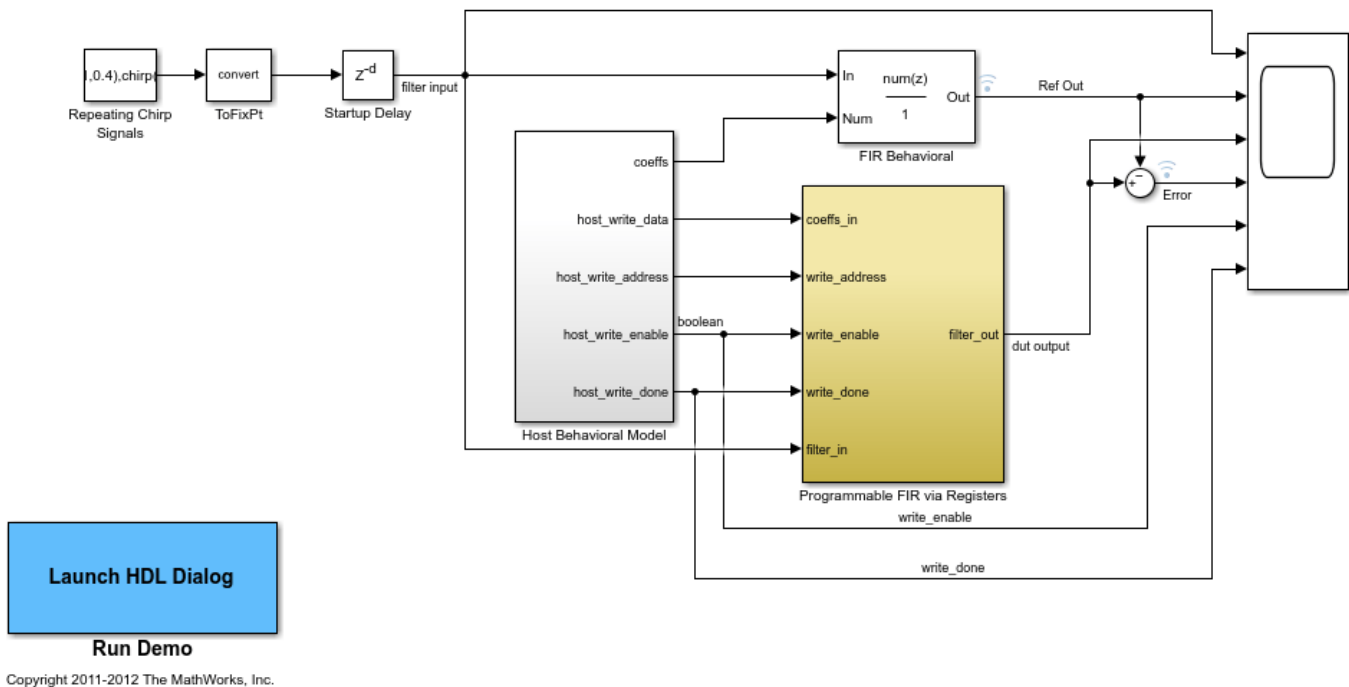 1,0.4),chirp(
Repeating Chirp
Signals
convert
ToFixPt
Z-d
Startup Delay
filter input
In
Num
num(z)
1
Out
FIR Behavioral
Ref Out
Error
coeffs
host_write_data
host_write_address
host_write_enable
host_write_done
Host Behavioral Model
boolean
coeffs_in
write_address
write_enable
write_done
filter_in
filter_out
Programmable FIR via Registers
dut output
write_enable
write_done
Launch HDL Dialog
Run Demo
Copyright 2011-2012 The MathWorks, Inc.